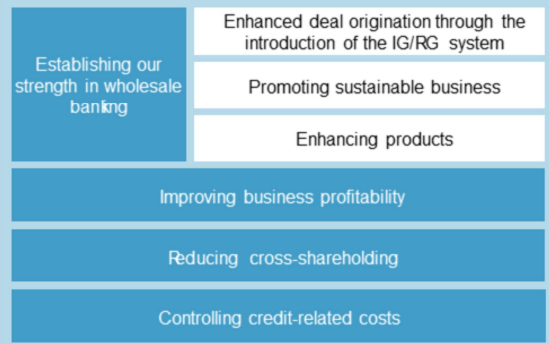 Establishing our
strength in wholesale
banking
Enhanced deal origination through the
introduction of the IG/RG system
Promoting sustainable business
Enhancing products
Improving business profitability
Reducing cross-shareholding
Controlling credit-related costs